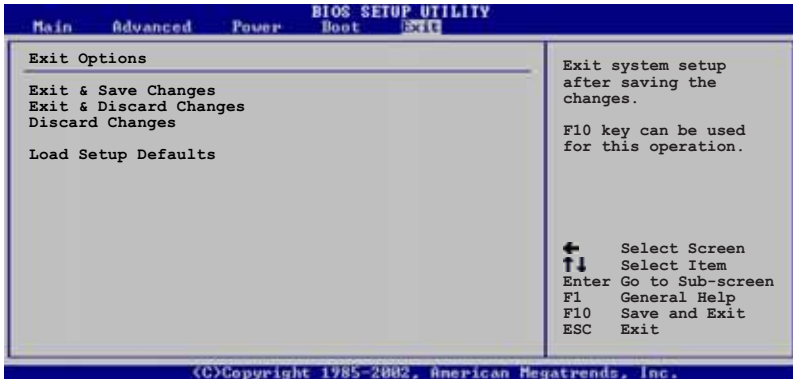 BIOS SETUP UTILITY
Main Advanced Power Boot Exit
Exit Options
Exit & Save Changes
Exit & Discard Changes
Discard Changes
Load Setup Defaults
Exit system setup
after saving the
changes.
F10 key can be used
for this operation.
← Select Screen
↑↓ Select Item
Enter Go to Sub-screen
F1 General Help
F10 Save and Exit
ESC Exit
(C)Copyright 1985-2002, American Megatrends, Inc.